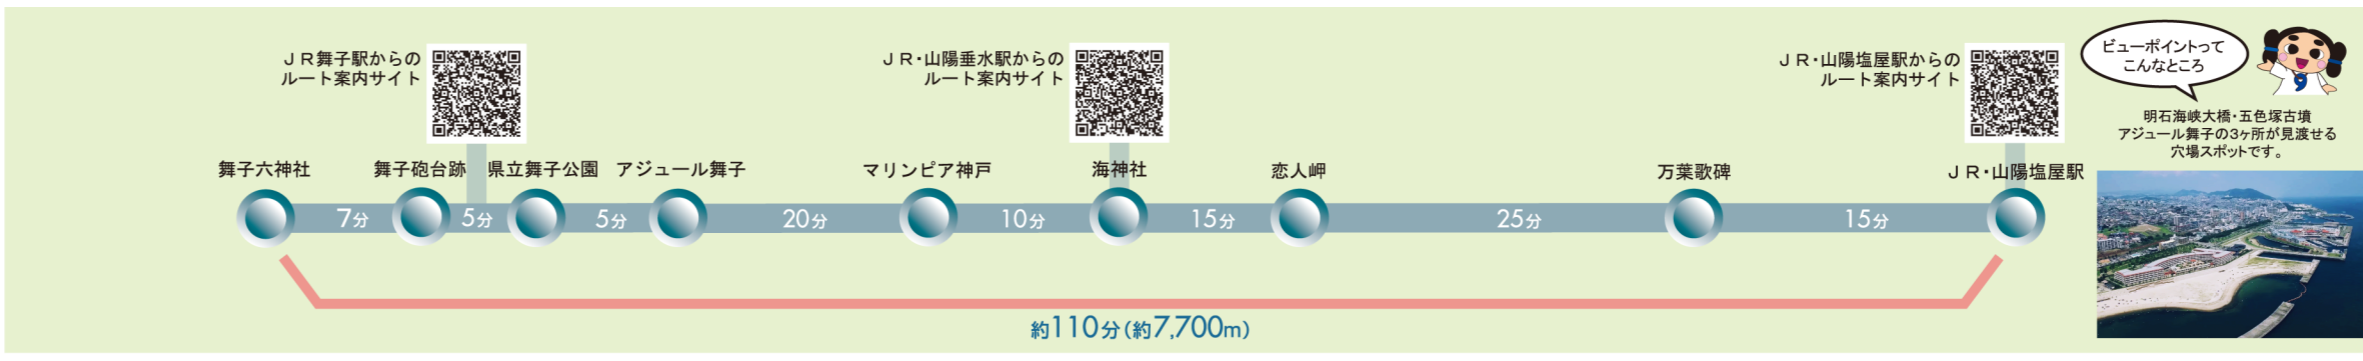 ＪＲ舞子駅からの
ルート案内サイト
ＪＲ・山陽垂水駅からの
ルート案内サイト
ＪＲ・山陽塩屋駅からの
ルート案内サイト
ビューポイントって
こんなところ
明石海峡大橋・五色塚古墳
アジュール舞子の3ヶ所が見渡せる
穴場スポットです。
舞子六神社
舞子砲台跡
県立舞子公園
アジュール舞子
マリンピア神戸
海神社
恋人岬
万葉歌碑
ＪＲ・山陽塩屋駅
7分
5分
5分
20分
10分
15分
25分
15分
約110分（約7,700m）